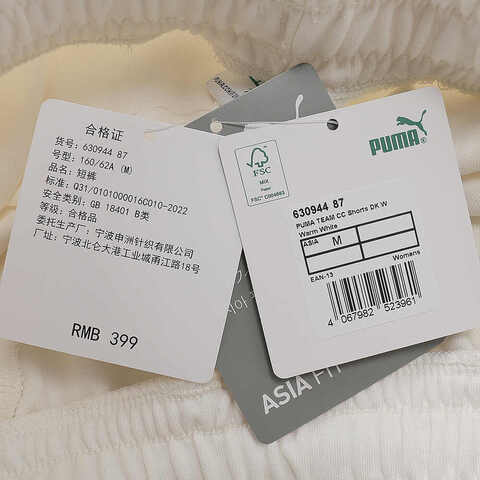 合格证
货号: 630944 87
号型: 160/62A (M)
品名: 短裤
标准: Q31/0101000016C010-2022
安全类别: GB 18401 B类
等级: 合格品
委托生产厂: 宁波申洲针织有限公司
厂址: 宁波北仑大港工业城甬江路18号
RMB 399
FSC
MIX
Paper
PUMA
630944 87
PUMA TEAM CC Shorts DK W
Warm White
ASIA M
EAN-13
Womens
4 067982 523961
ASIA FIT